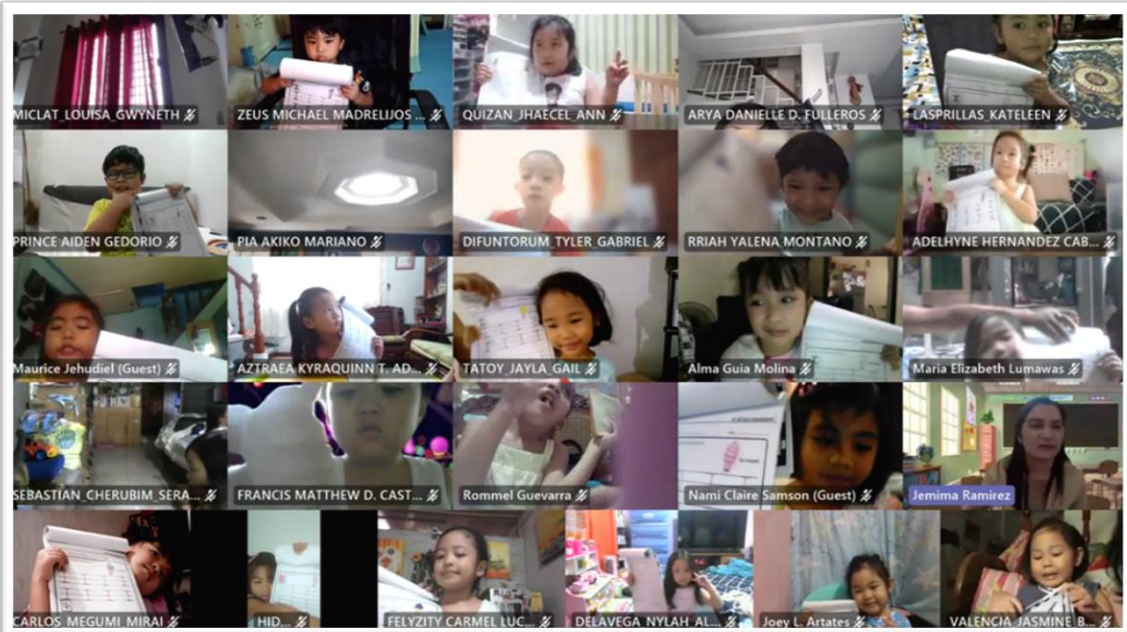 MICLAT_LOUISA_GWYNETH
ZEUS MICHAEL MADRELIJOS ...
QUIZAN_JHAECEL_ANN
ARYA DANIELLE D. FULLEROS
LASPRILLAS_KATELEEN
PRINCE AIDEN GEDORIO
PIA AKIKO MARIANO
DIFUNTORUM_TYLER_GABRIEL
RRIAH YALENA MONTANO
ADELHYNE HERNANDEZ CAB...
Maurice Jehudiel (Guest)
AZTRAEA KYRAQUINN T. AD...
TATOY_JAYLA_GAIL
Alma Guia Molina
Maria Elizabeth Lumawas
SEBASTIAN_CHERUBIM_SERA...
FRANCIS MATTHEW D. CAST...
Rommel Guevarra
Nami Claire Samson (Guest)
Jemima Ramirez
CARLOS_MEGUMI_MIRAI
HID...
FELYZITY CARMEL LUC...
DELAVEGA_NYLAH_AL...
Joey L. Artates
VALENCIA_JASMINE_B...